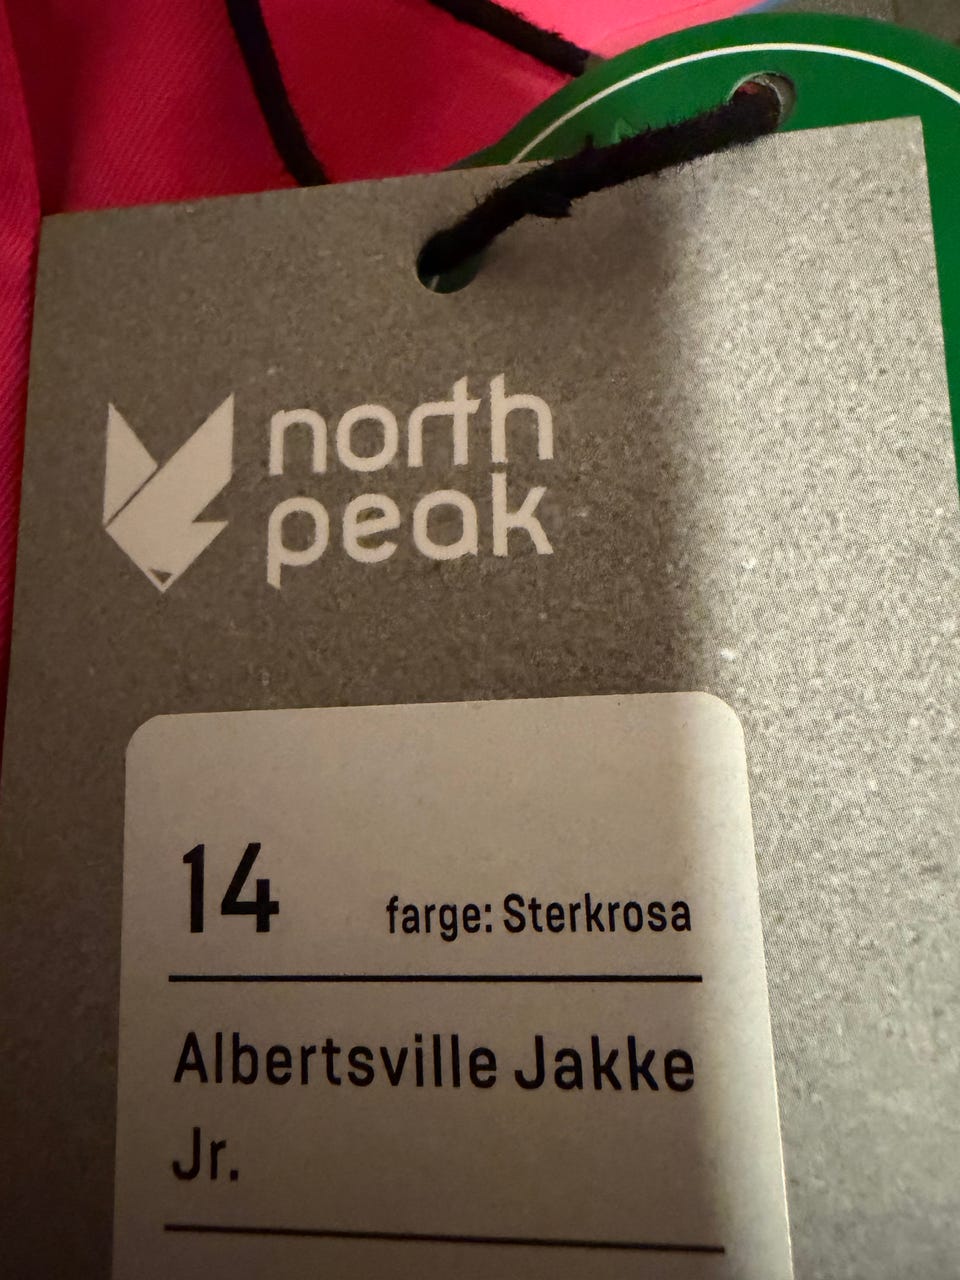 north
peak
14 farge: Sterkrosa
Albertsville Jakke
Jr.